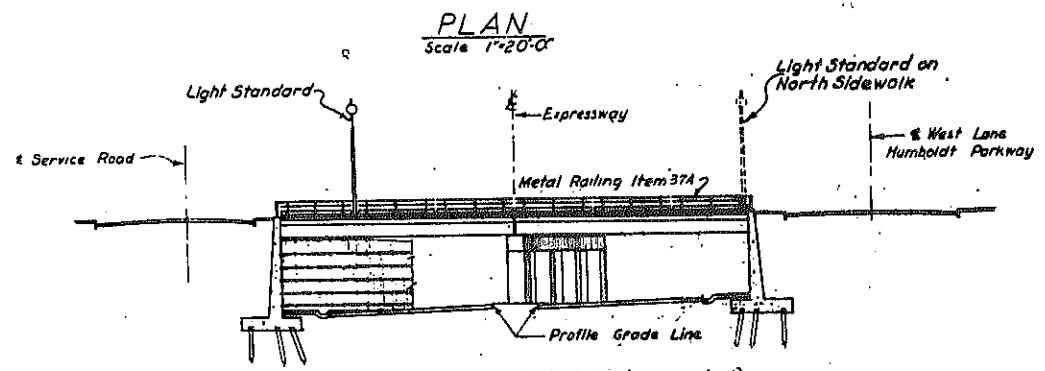 PLAN
Scale 1"=20'-0"
Light Standard
Expressway
Light Standard on
North Sidewalk
℄ Service Road
℄ West Lane
Humboldt Parkway
Metal Railing Item 37A
Profile Grade Line